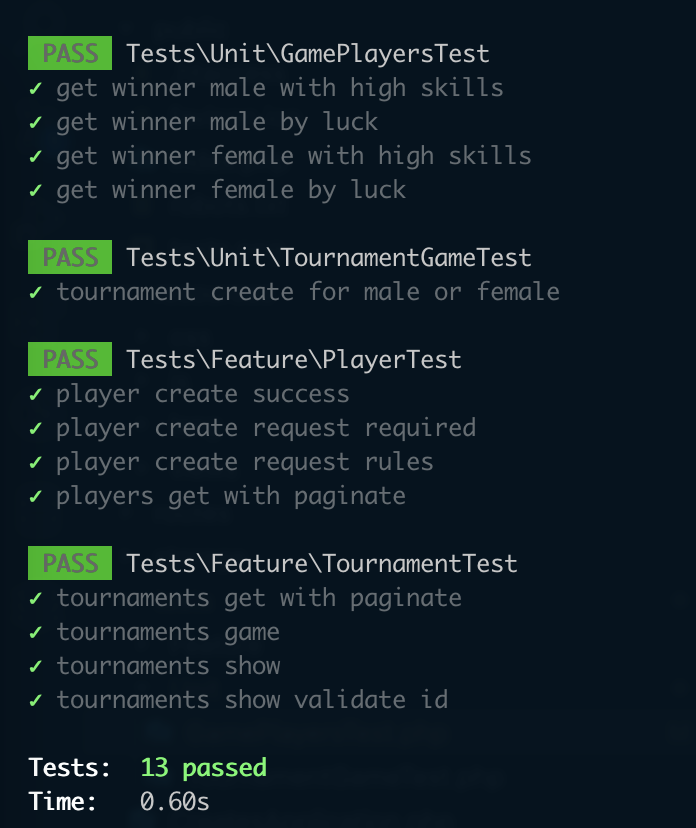 PASS Tests\Unit\GamePlayersTest
✓ get winner male with high skills
✓ get winner male by luck
✓ get winner female with high skills
✓ get winner female by luck
PASS Tests\Unit\TournamentGameTest
✓ tournament create for male or female
PASS Tests\Feature\PlayerTest
✓ player create success
✓ player create request required
✓ player create request rules
✓ players get with paginate
PASS Tests\Feature\TournamentTest
✓ tournaments get with paginate
✓ tournaments game
✓ tournaments show
✓ tournaments show validate id
Tests: 13 passed
Time: 0.60s